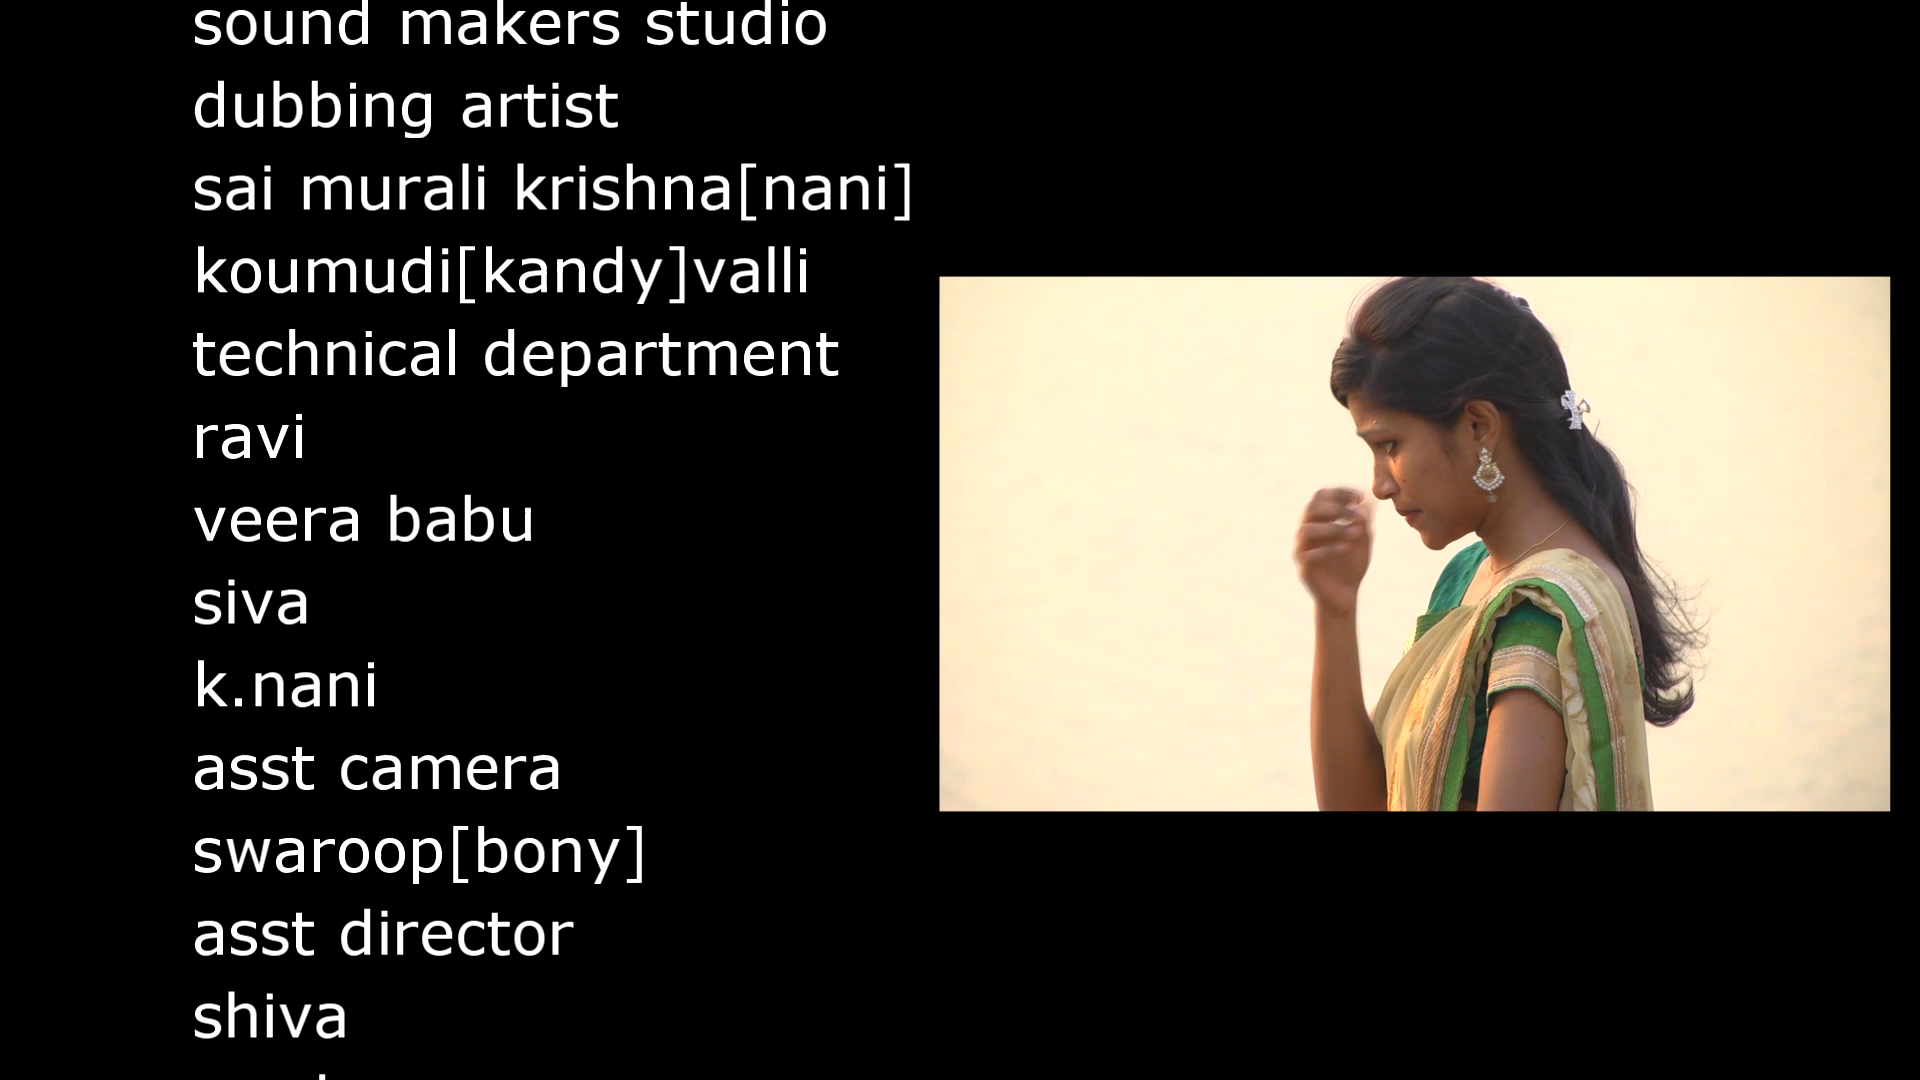 sound makers studio
dubbing artist
sai murali krishna[nani]
koumudi[kandy]valli
technical department
ravi
veera babu
siva
k.nani
asst camera
swaroop[bony]
asst director
shiva